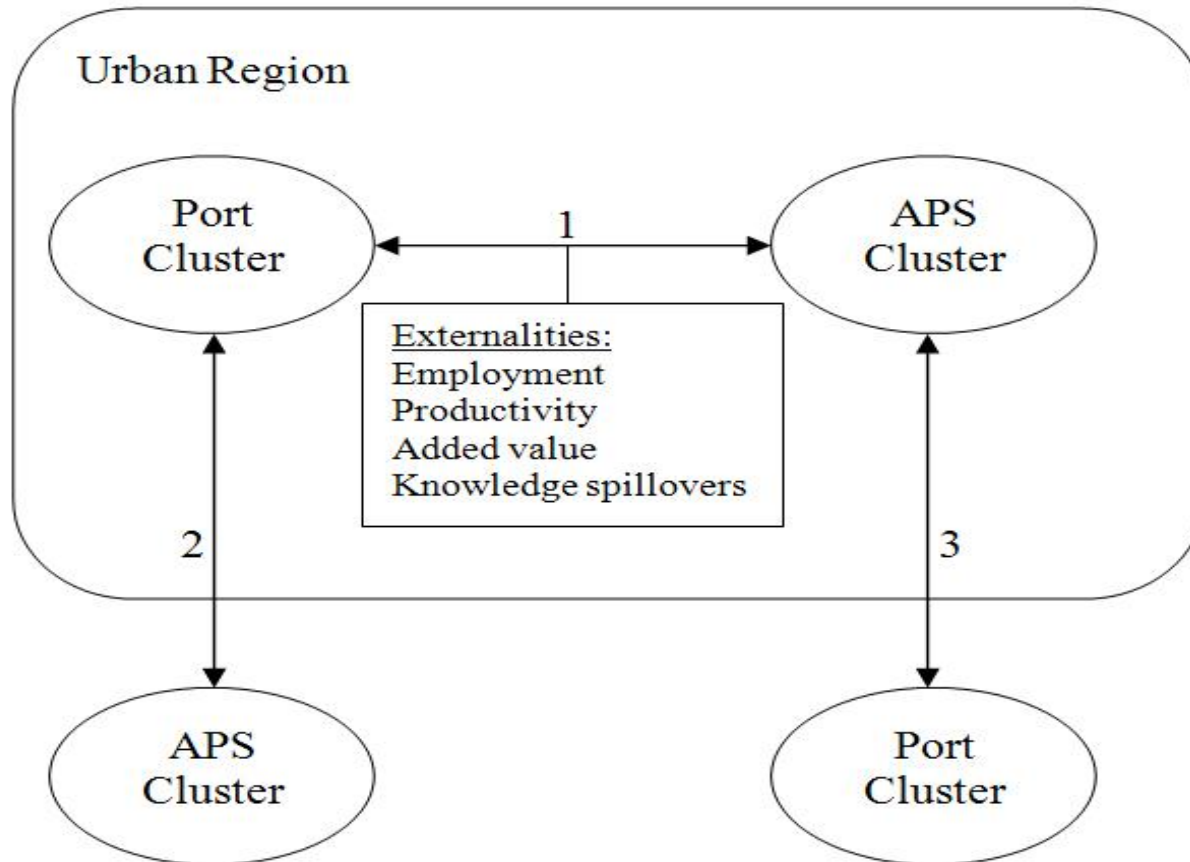 Urban Region
Port
Cluster
1
APS
Cluster
Externalities:
Employment
Productivity
Added value
Knowledge spillovers
2
3
APS
Cluster
Port
Cluster